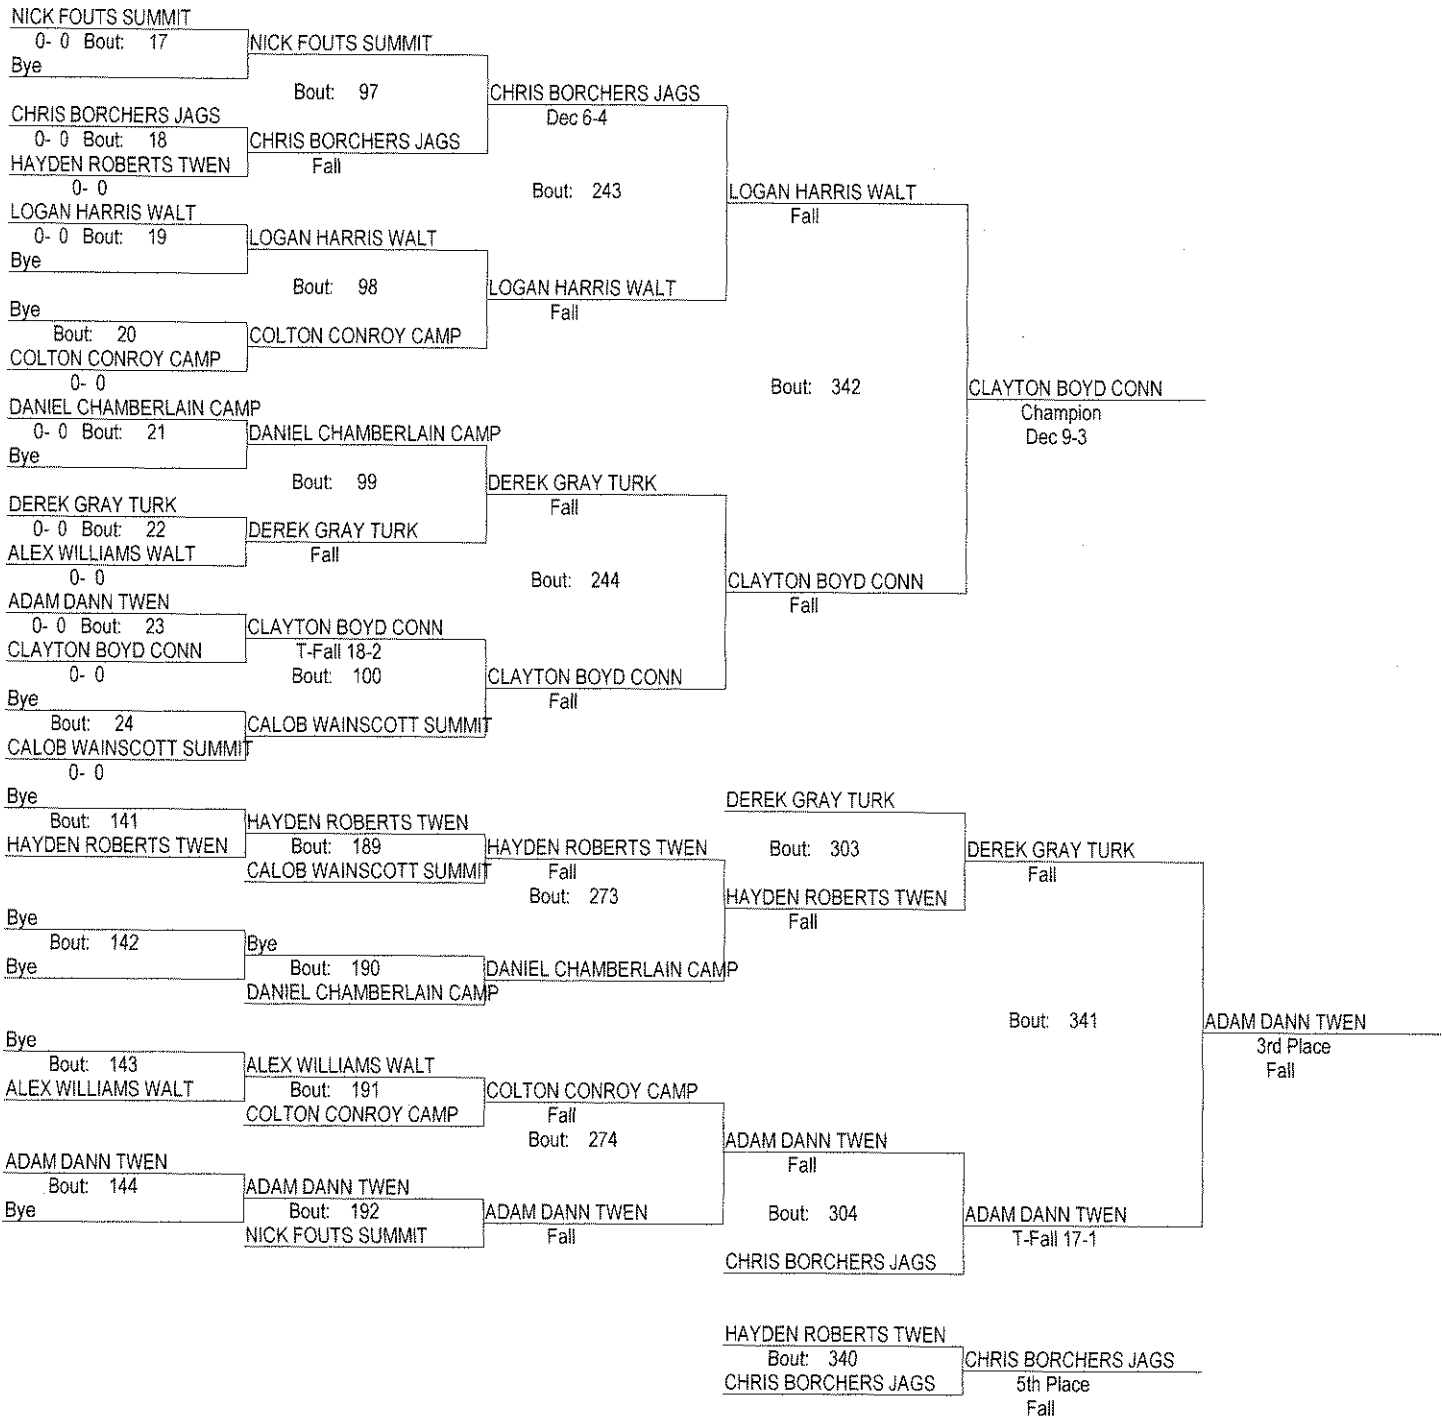 NICK FOUTS SUMMIT
0- 0 Bout: 17
Bye
NICK FOUTS SUMMIT
Bout: 97
CHRIS BORCHERS JAGS
0- 0 Bout: 18
HAYDEN ROBERTS TWEN
0- 0
CHRIS BORCHERS JAGS
Fall
CHRIS BORCHERS JAGS
Dec 6-4
Bout: 243
LOGAN HARRIS WALT
0- 0 Bout: 19
Bye
LOGAN HARRIS WALT
Bout: 98
Bye
Bout: 20
COLTON CONROY CAMP
0- 0
COLTON CONROY CAMP
LOGAN HARRIS WALT
Fall
LOGAN HARRIS WALT
Fall
Bout: 342
CLAYTON BOYD CONN
Champion
Dec 9-3
DANIEL CHAMBERLAIN CAMP
0- 0 Bout: 21
Bye
DANIEL CHAMBERLAIN CAMP
Bout: 99
DEREK GRAY TURK
0- 0 Bout: 22
ALEX WILLIAMS WALT
0- 0
DEREK GRAY TURK
Fall
DEREK GRAY TURK
Fall
Bout: 244
CLAYTON BOYD CONN
Fall
ADAM DANN TWEN
0- 0 Bout: 23
CLAYTON BOYD CONN
0- 0
CLAYTON BOYD CONN
T-Fall 18-2
Bout: 100
Bye
Bout: 24
CALOB WAINSCOTT SUMMIT
0- 0
CALOB WAINSCOTT SUMMIT
CLAYTON BOYD CONN
Fall
Bye
Bout: 141
HAYDEN ROBERTS TWEN
HAYDEN ROBERTS TWEN
Bout: 189
CALOB WAINSCOTT SUMMIT
HAYDEN ROBERTS TWEN
Fall
Bout: 273
Bye
Bout: 142
Bye
Bye
Bout: 190
DANIEL CHAMBERLAIN CAMP
DANIEL CHAMBERLAIN CAMP
DEREK GRAY TURK
Bout: 303
HAYDEN ROBERTS TWEN
Fall
DEREK GRAY TURK
Fall
Bout: 341
ADAM DANN TWEN
3rd Place
Fall
Bye
Bout: 143
ALEX WILLIAMS WALT
ALEX WILLIAMS WALT
Bout: 191
COLTON CONROY CAMP
COLTON CONROY CAMP
Fall
Bout: 274
ADAM DANN TWEN
Bout: 144
Bye
ADAM DANN TWEN
Bout: 192
NICK FOUTS SUMMIT
ADAM DANN TWEN
Fall
ADAM DANN TWEN
Fall
Bout: 304
CHRIS BORCHERS JAGS
ADAM DANN TWEN
T-Fall 17-1
HAYDEN ROBERTS TWEN
Bout: 340
CHRIS BORCHERS JAGS
CHRIS BORCHERS JAGS
5th Place
Fall